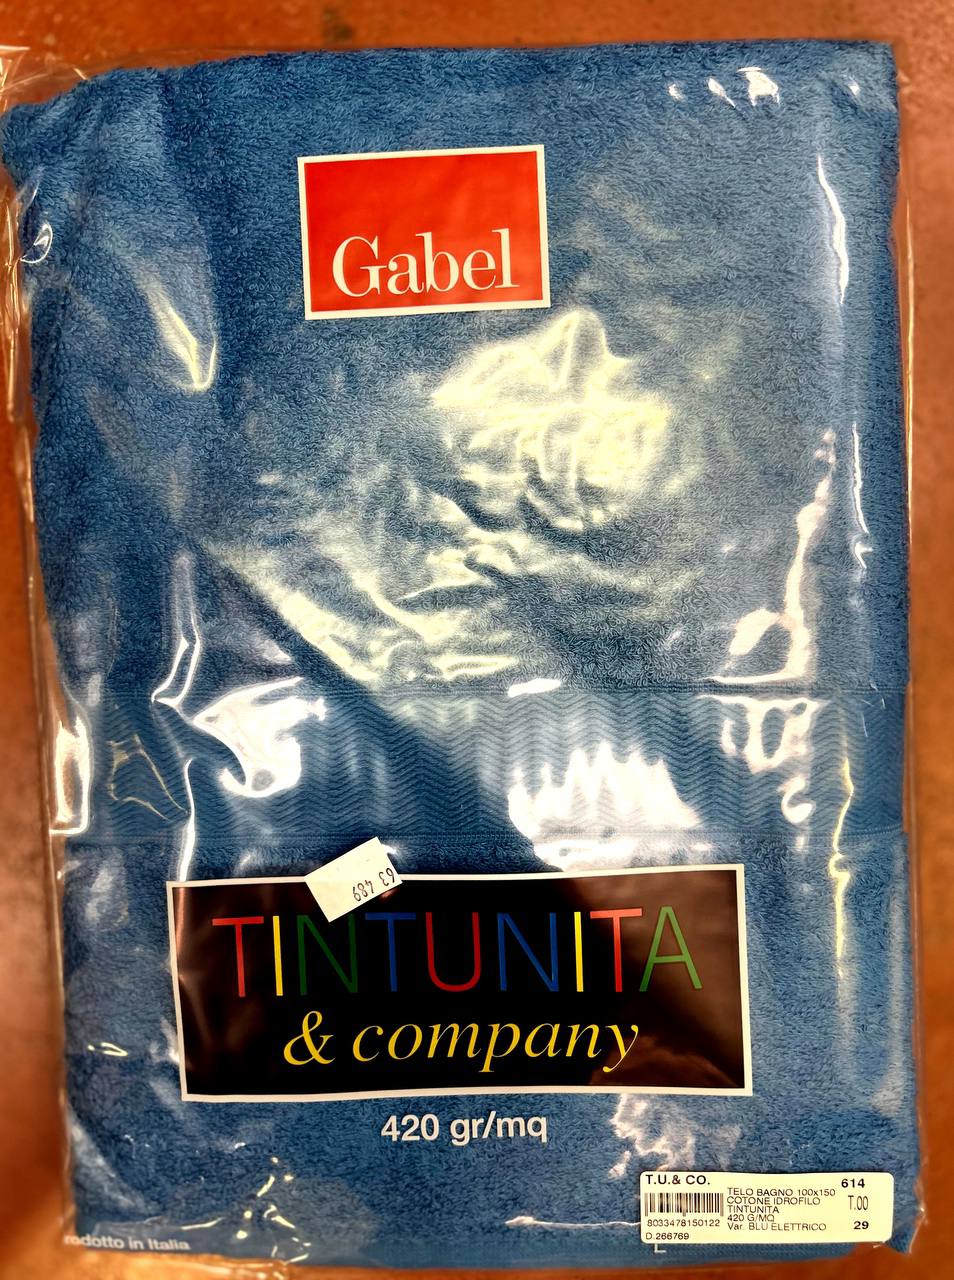 Gabel
63 489
TINTUNITA
& company
420 gr/mq
T.U.& CO.
614
TELO BAGNO 100x150
COTONE IDROFILO
T.00
TINTUNITA
8033478150122
420 G/MQ
Var. BLU ELETTRICO
29
D.266769
rodotto in Italia